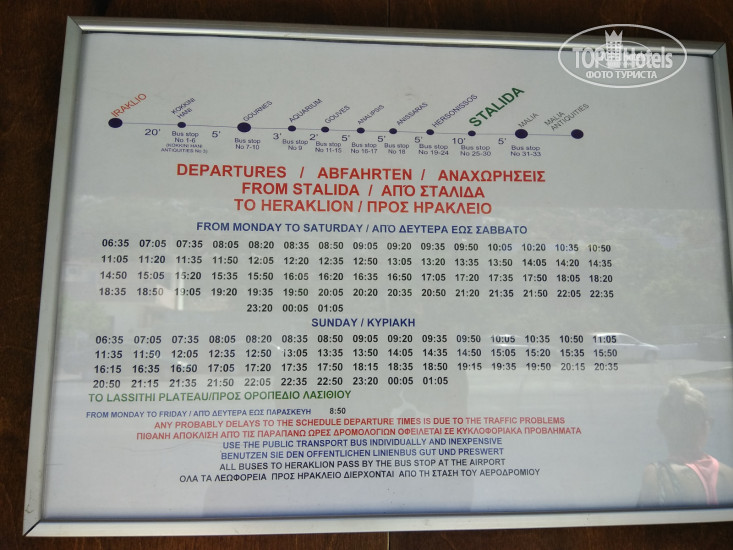 TOP Hotels
ФОТО ТУРИСТА
IRAKLIO
KOKKINI HANI
GOURNES
AQUARIUM
GOUVES
ANALIPSIS
ANISSARAS
HERSONISSOS
STALIDA
MALIA
MALIA ANTIQUITIES
20' 5' 3' 2' 5' 5' 5' 10' 5'
Bus stop No 1-6
(KOKKINI HANI ANTIQUITIES No 5)
Bus stop No 7-10
Bus stop No 9
Bus stop No 11-15
Bus stop No 16-17
Bus stop No 18
Bus stop No 19-24
Bus stop No 25-30
Bus stop No 31-33
DEPARTURES / ABFAHRTEN / ΑΝΑΧΩΡΗΣΕΙΣ
FROM STALIDA / ΑΠΌ ΣΤΑΛΙΔΑ
TO HERAKLION / ΠΡΟΣ ΗΡΑΚΛΕΙΟ
FROM MONDAY TO SATURDAY / ΑΠΌ ΔΕΥΤΕΡΑ ΕΩΣ ΣΑΒΒΑΤΟ
06:35 07:05 07:35 08:05 08:20 08:35 08:50 09:05 09:20 09:35 09:50 10:05 10:20 10:35 10:50
11:05 11:20 11:35 11:50 12:05 12:20 12:35 12:50 13:05 13:20 13:35 13:50 14:05 14:20 14:35
14:50 15:05 15:20 15:35 15:50 16:05 16:20 16:35 16:50 17:05 17:20 17:35 17:50 18:05 18:20
18:35 18:50 19:05 19:20 19:35 19:50 20:05 20:20 20:35 20:50 21:20 21:35 21:50 22:05 22:35
23:20 00:05 01:05
SUNDAY / ΚΥΡΙΑΚΗ
06:35 07:05 07:35 08:05 08:20 08:35 08:50 09:05 09:20 09:35 09:50 10:05 10:35 10:50 11:05
11:35 11:50 12:05 12:35 12:50 13:05 13:35 13:50 14:05 14:35 14:50 15:05 15:20 15:35 15:50
16:15 16:35 16:50 17:05 17:20 17:35 17:50 18:05 18:35 18:50 19:15 19:35 19:50 20:15 20:35
20:50 21:15 21:35 21:50 22:05 22:35 22:50 23:20 00:05 01:05
TO LASSITHI PLATEAU/ΠΡΟΣ ΟΡΟΠΕΔΙΟ ΛΑΣΙΘΙΟΥ
FROM MONDAY TO FRIDAY / ΑΠΌ ΔΕΥΤΕΡΑ ΕΩΣ ΠΑΡΑΣΚΕΥΗ 8:50
ANY PROBABLY DELAYS TO THE SCHEDULE DEPARTURE TIMES IS DUE TO THE TRAFFIC PROBLEMS
ΠΙΘΑΝΗ ΑΠΟΚΛΙΣΗ ΑΠΌ ΤΙΣ ΠΑΡΑΠΑΝΩ ΩΡΕΣ ΔΡΟΜΟΛΟΓΙΩΝ ΟΦΕΙΛΕΤΑΙ ΣΕ ΚΥΚΛΟΦΟΡΙΑΚΑ ΠΡΟΒΛΗΜΑΤΑ
USE THE PUBLIC TRANSPORT BUS INDIVIDUALLY AND INEXPENSIVE
BENUTZEN SIE DEN OFFENTLICHEN LINIENBUS GUT UND PRESWERT
ALL BUSES TO HERAKLION PASS BY THE BUS STOP AT THE AIRPORT
ΟΛΑ ΤΑ ΛΕΩΦΟΡΕΙΑ ΠΡΟΣ ΗΡΑΚΛΕΙΟ ΔΙΕΡΧΟΝΤΑΙ ΑΠΌ ΤΗ ΣΤΑΣΗ ΤΟΥ ΑΕΡΟΔΡΟΜΙΟΥ